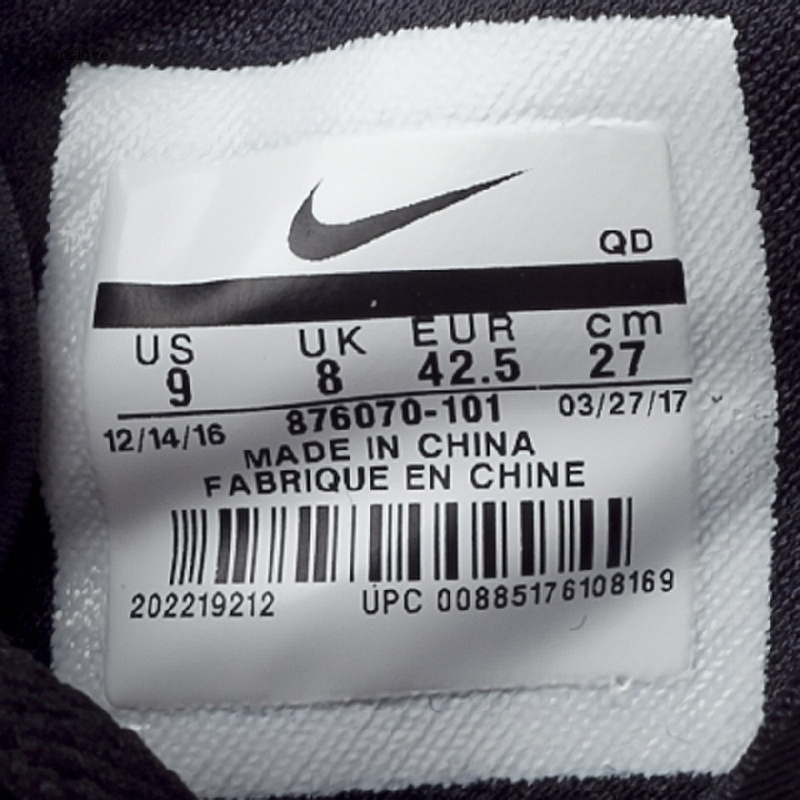 QD
US UK EUR cm
9 8 42.5 27
12/14/16 876070-101 03/27/17
MADE IN CHINA
FABRIQUE EN CHINE
202219212 UPC 00885176108169